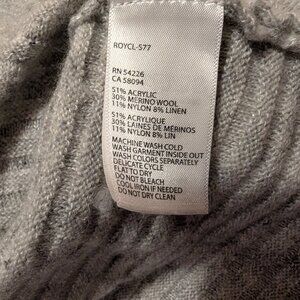 ROYCL-577
RN 54226
CA 58094
51% ACRYLIC
30% MERINO WOOL
11% NYLON 8% LINEN
51% ACRYLIQUE
30% LAINES DE MÉRINOS
11% NYLON 8% LIN
MACHINE WASH COLD
WASH GARMENT INSIDE OUT
WASH COLORS SEPARATELY
DELICATE CYCLE
FLAT TO DRY
DO NOT BLEACH
COOL IRON IF NEEDED
DO NOT DRY CLEAN